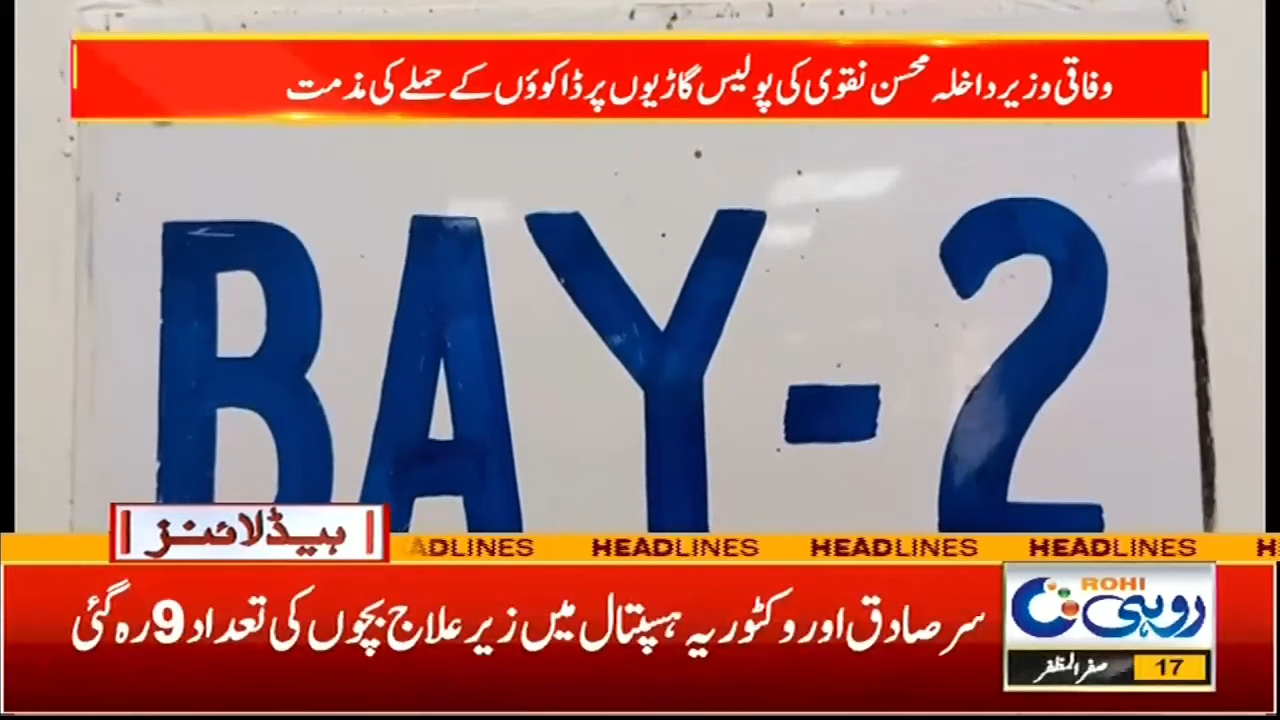 وفاقی وزیر داخلہ محسن نقوی کی پولیس گاڑیوں پر ڈاکوؤں کے حملے کی مذمت
BAY-2
ہیڈلائنز
ADLINES HEADLINES HEADLINES HEADLINES H
ROHI
روہی
سر صادق اور وکٹوریہ ہسپتال میں زیر علاج بچوں کی تعداد 9 رہ گئی
17 صفر المظفر